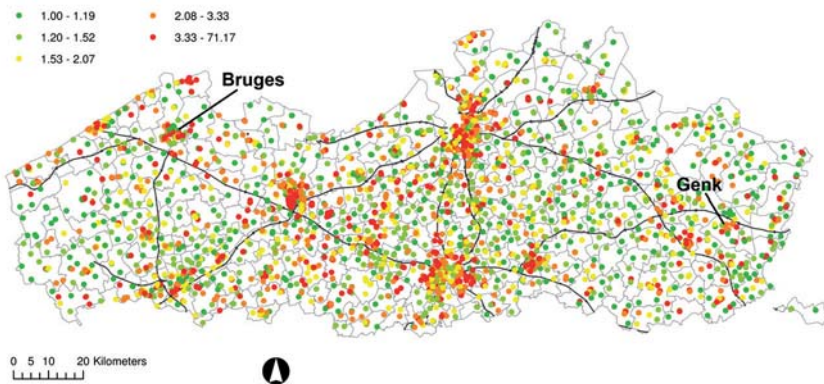 1.00 - 1.19
1.20 - 1.52
1.53 - 2.07
2.08 - 3.33
3.33 - 71.17
Bruges
Genk
0 5 10 20 Kilometers